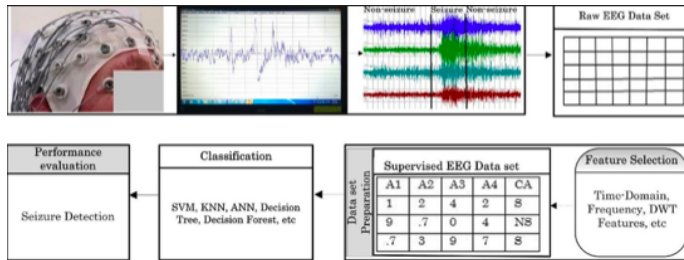 Non-seizure Seizure Non-seizure
Raw EEG Data Set
Performance
evaluation
Seizure Detection
Classification
SVM, KNN, ANN, Decision
Tree, Decision Forest, etc
Data set
Preparation
Supervised EEG Data set
A1 A2 A3 A4 CA
1 2 4 2 S
9 .7 0 4 NS
.7 3 9 7 S
Feature Selection
Time-Domain,
Frequency, DWT
Features, etc